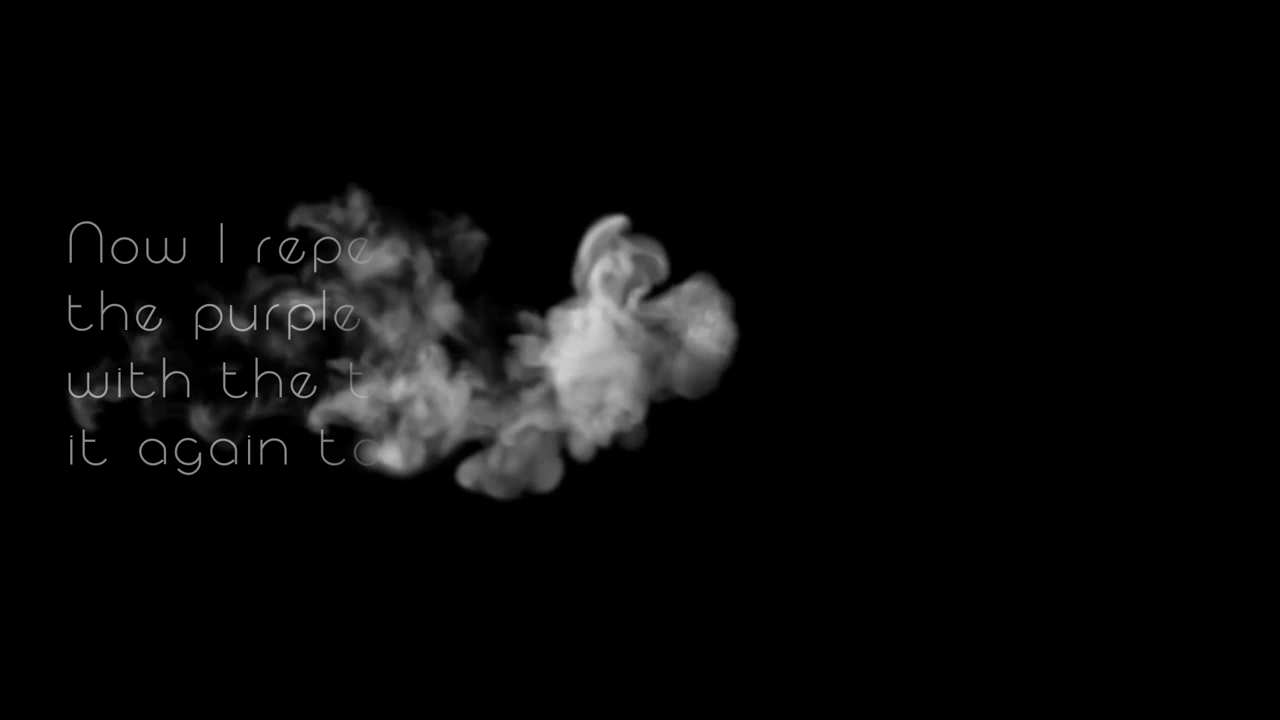 Now I repe
the purple
with the t
it again to